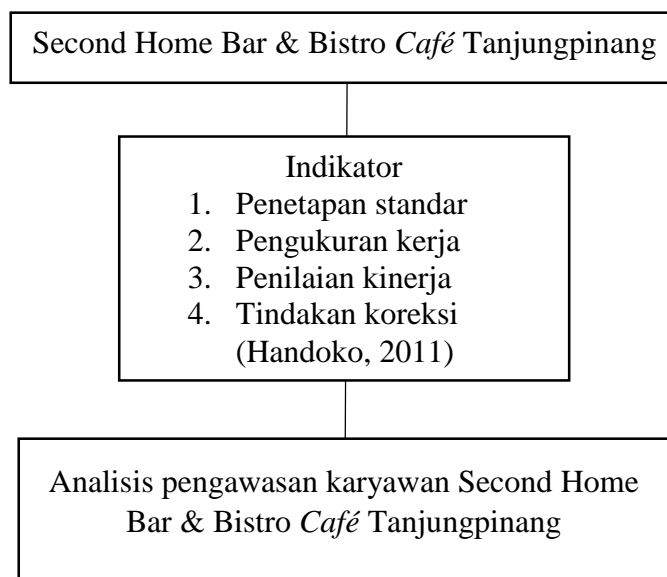 Second Home Bar & Bistro Café Tanjungpinang
Indikator
1. Penetapan standar
2. Pengukuran kerja
3. Penilaian kinerja
4. Tindakan koreksi
(Handoko, 2011)
Analisis pengawasan karyawan Second Home
Bar & Bistro Café Tanjungpinang